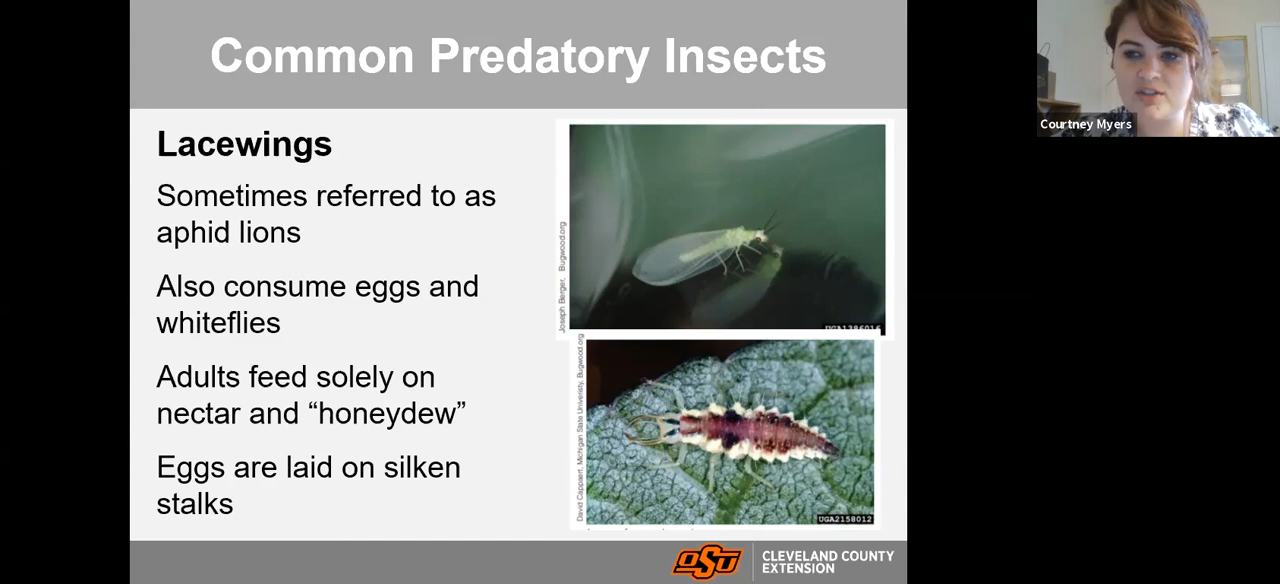 Common Predatory Insects
Courtney Myers
Lacewings
Sometimes referred to as
aphid lions
Also consume eggs and
whiteflies
Adults feed solely on
nectar and “honeydew”
Eggs are laid on silken
stalks
Joseph Berger, Bugwood.org
UGA1386016
David Cappaert, Michigan State University, Bugwood.org
UGA2158012
OSU
CLEVELAND COUNTY
EXTENSION